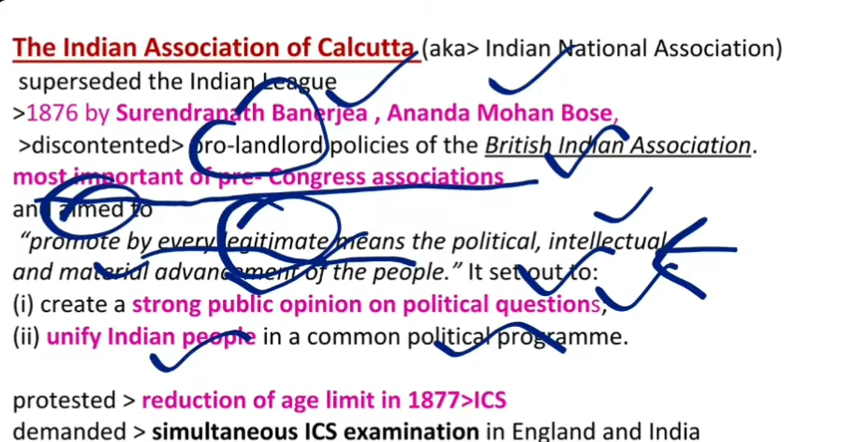 The Indian Association of Calcutta (aka> Indian National Association)
superseded the Indian League
>1876 by Surendranath Banerjea , Ananda Mohan Bose,
>discontented> pro-landlord policies of the British Indian Association.
most important of pre- Congress associations
and aimed to
“promote by every legitimate means the political, intellectual
and material advancement of the people.” It set out to:
(i) create a strong public opinion on political questions,
(ii) unify Indian people in a common political programme.
protested > reduction of age limit in 1877>ICS
demanded > simultaneous ICS examination in England and India